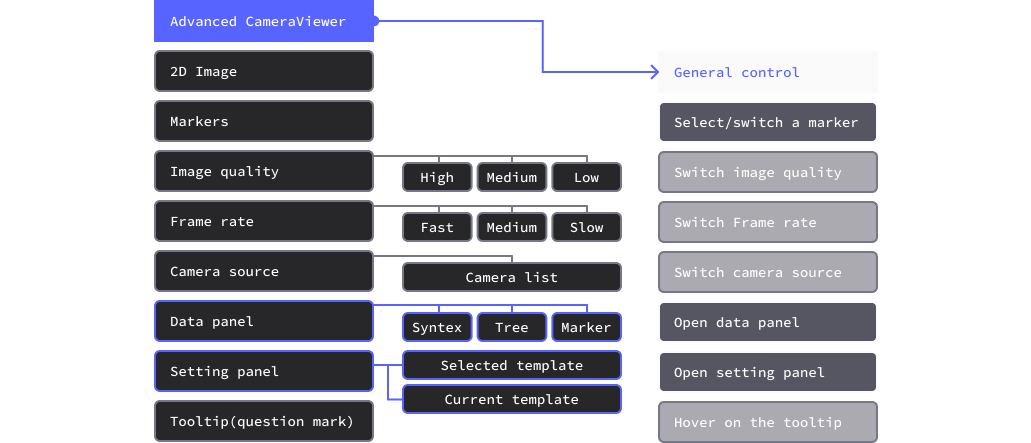 Advanced CameraViewer
2D Image
General control
Markers
Select/switch a marker
Image quality
High
Medium
Low
Switch image quality
Frame rate
Fast
Medium
Slow
Switch Frame rate
Camera source
Camera list
Switch camera source
Data panel
Syntex
Tree
Marker
Open data panel
Setting panel
Selected template
Current template
Open setting panel
Tooltip(question mark)
Hover on the tooltip